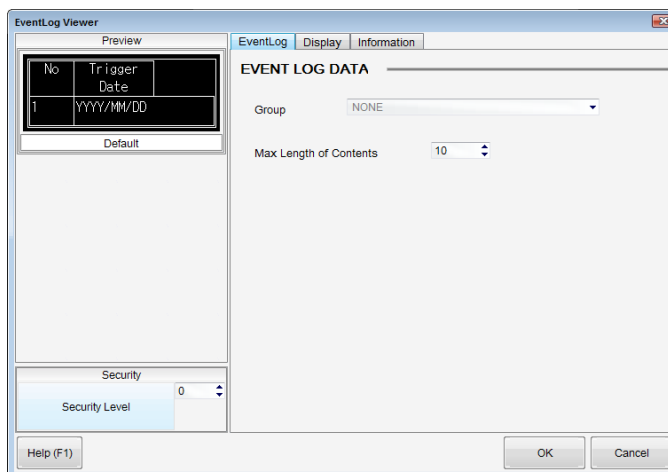 EventLog Viewer
Preview
No Trigger
Date
1 YYYY/MM/DD
Default
Security
Security Level 0
EventLog Display Information
EVENT LOG DATA
Group NONE
Max Length of Contents 10
Help (F1) OK Cancel